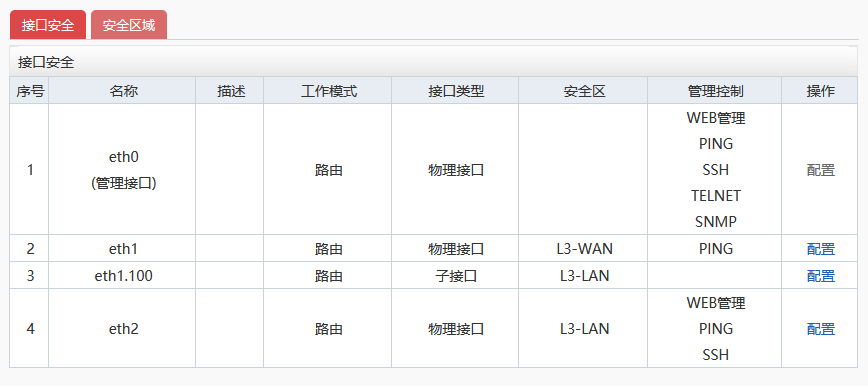 接口安全 安全区域
接口安全
序号 名称 描述 工作模式 接口类型 安全区 管理控制 操作
1 eth0 (管理接口) 路由 物理接口 WEB管理 PING SSH TELNET SNMP 配置
2 eth1 路由 物理接口 L3-WAN PING 配置
3 eth1.100 路由 子接口 L3-LAN 配置
4 eth2 路由 物理接口 L3-LAN WEB管理 PING SSH 配置